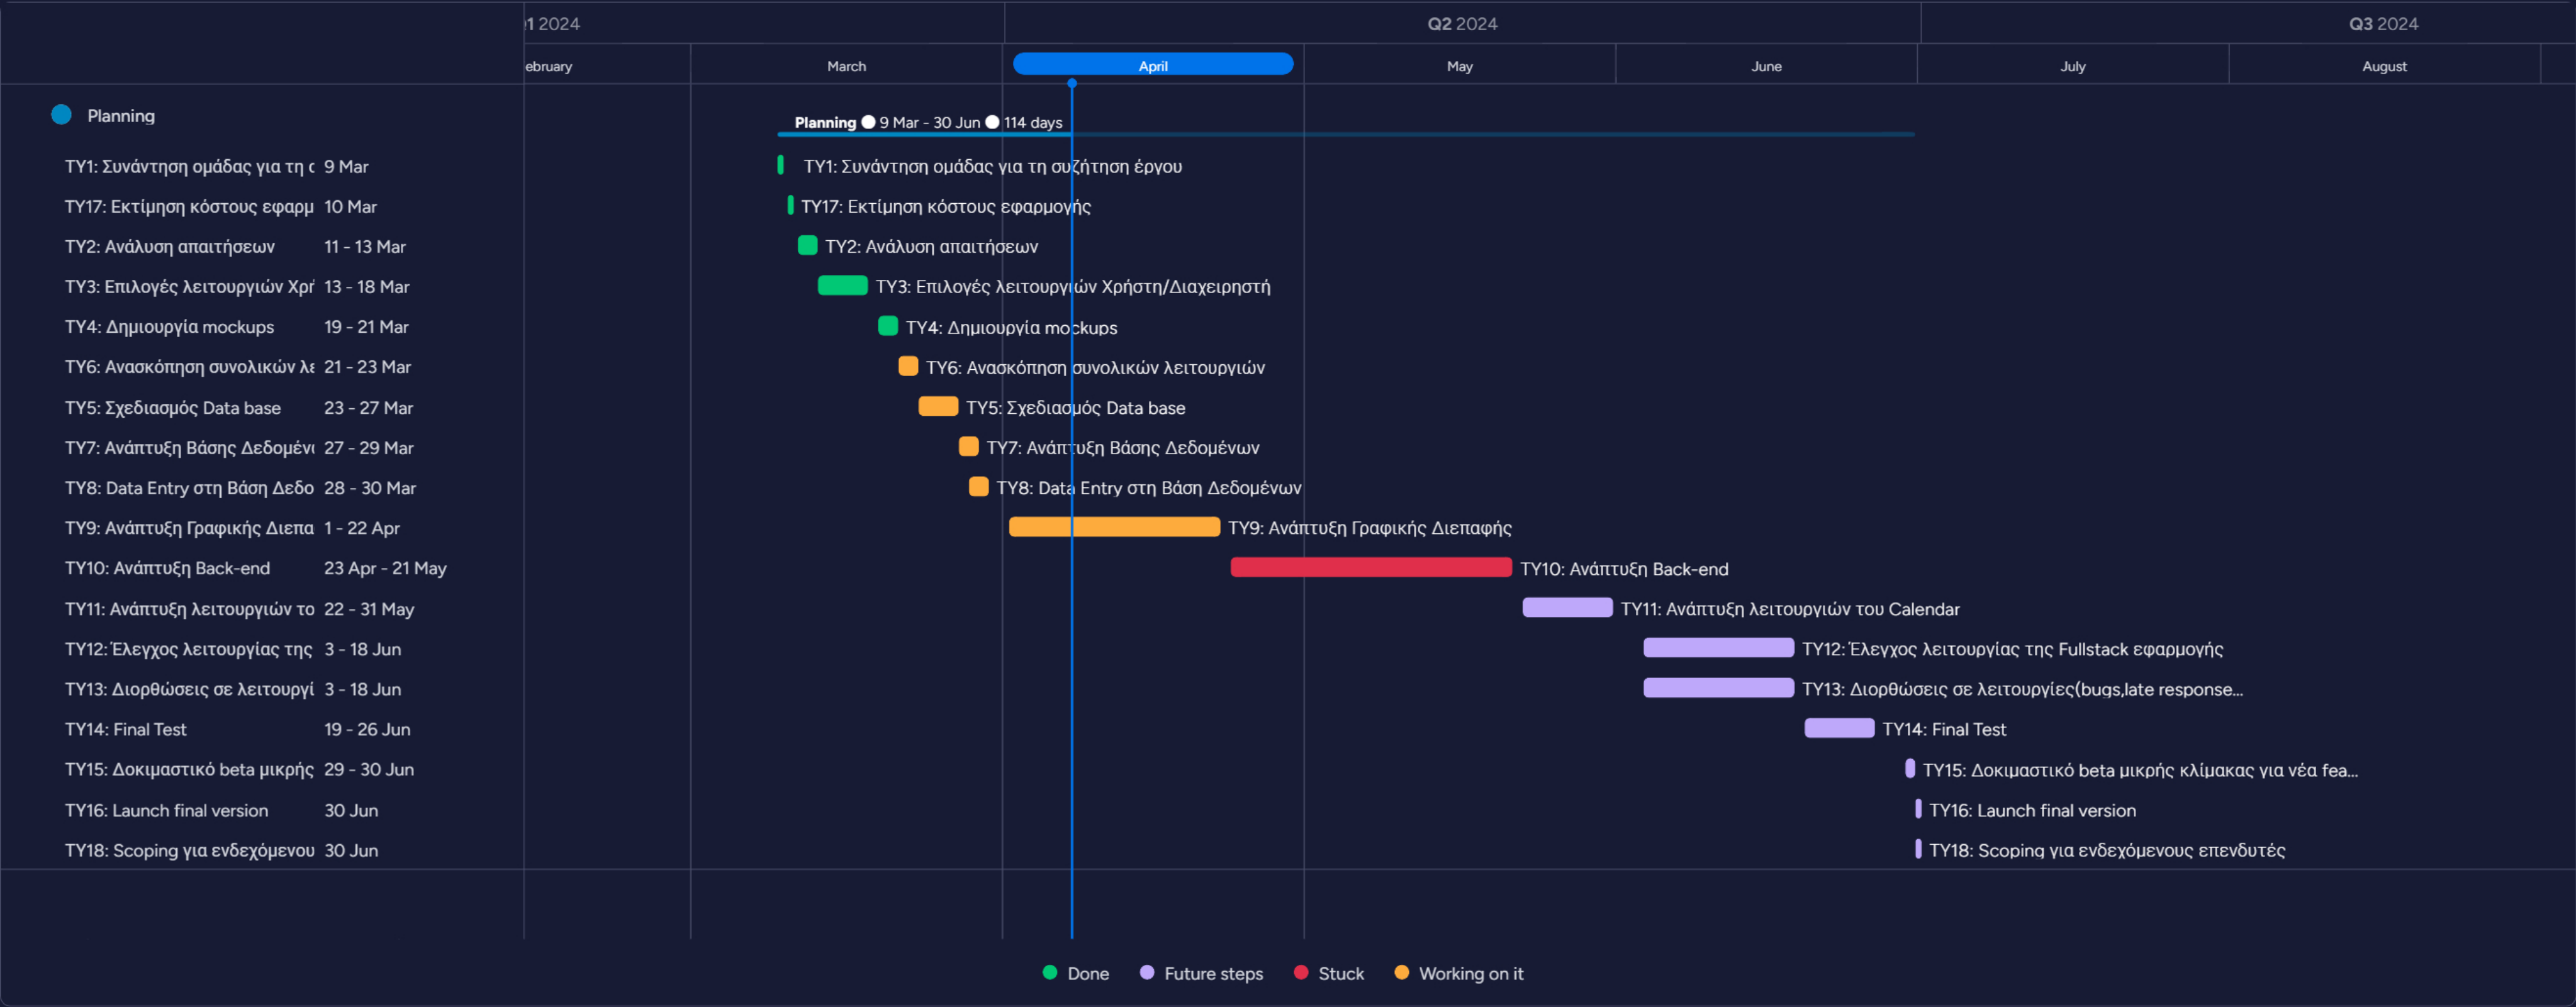 1 2024
Q2 2024
Q3 2024
ebruary
March
April
May
June
July
August
Planning
Planning 9 Mar - 30 Jun 114 days
TY1: Συνάντηση ομάδας για τη σ 9 Mar
TY1: Συνάντηση ομάδας για τη συζήτηση έργου
TY17: Εκτίμηση κόστους εφαρμ 10 Mar
TY17: Εκτίμηση κόστους εφαρμογής
TY2: Ανάλυση απαιτήσεων 11 - 13 Mar
TY2: Ανάλυση απαιτήσεων
TY3: Επιλογές λειτουργιών Χρή 13 - 18 Mar
TY3: Επιλογές λειτουργιών Χρήστη/Διαχειρηστή
TY4: Δημιουργία mockups 19 - 21 Mar
TY4: Δημιουργία mockups
TY6: Ανασκόπηση συνολικών λε 21 - 23 Mar
TY6: Ανασκόπηση συνολικών λειτουργιών
TY5: Σχεδιασμός Data base 23 - 27 Mar
TY5: Σχεδιασμός Data base
TY7: Ανάπτυξη Βάσης Δεδομένω 27 - 29 Mar
TY7: Ανάπτυξη Βάσης Δεδομένων
TY8: Data Entry στη Βάση Δεδο 28 - 30 Mar
TY8: Data Entry στη Βάση Δεδομένων
TY9: Ανάπτυξη Γραφικής Διεπα 1 - 22 Apr
TY9: Ανάπτυξη Γραφικής Διεπαφής
TY10: Ανάπτυξη Back-end 23 Apr - 21 May
TY10: Ανάπτυξη Back-end
TY11: Ανάπτυξη λειτουργιών το 22 - 31 May
TY11: Ανάπτυξη λειτουργιών του Calendar
TY12: Έλεγχος λειτουργίας της 3 - 18 Jun
TY12: Έλεγχος λειτουργίας της Fullstack εφαρμογής
TY13: Διορθώσεις σε λειτουργί 3 - 18 Jun
TY13: Διορθώσεις σε λειτουργίες(bugs,late response...
TY14: Final Test 19 - 26 Jun
TY14: Final Test
TY15: Δοκιμαστικό beta μικρής 29 - 30 Jun
TY15: Δοκιμαστικό beta μικρής κλίμακας για νέα fea...
TY16: Launch final version 30 Jun
TY16: Launch final version
TY18: Scoping για ενδεχόμενου 30 Jun
TY18: Scoping για ενδεχόμενους επενδυτές
Done
Future steps
Stuck
Working on it